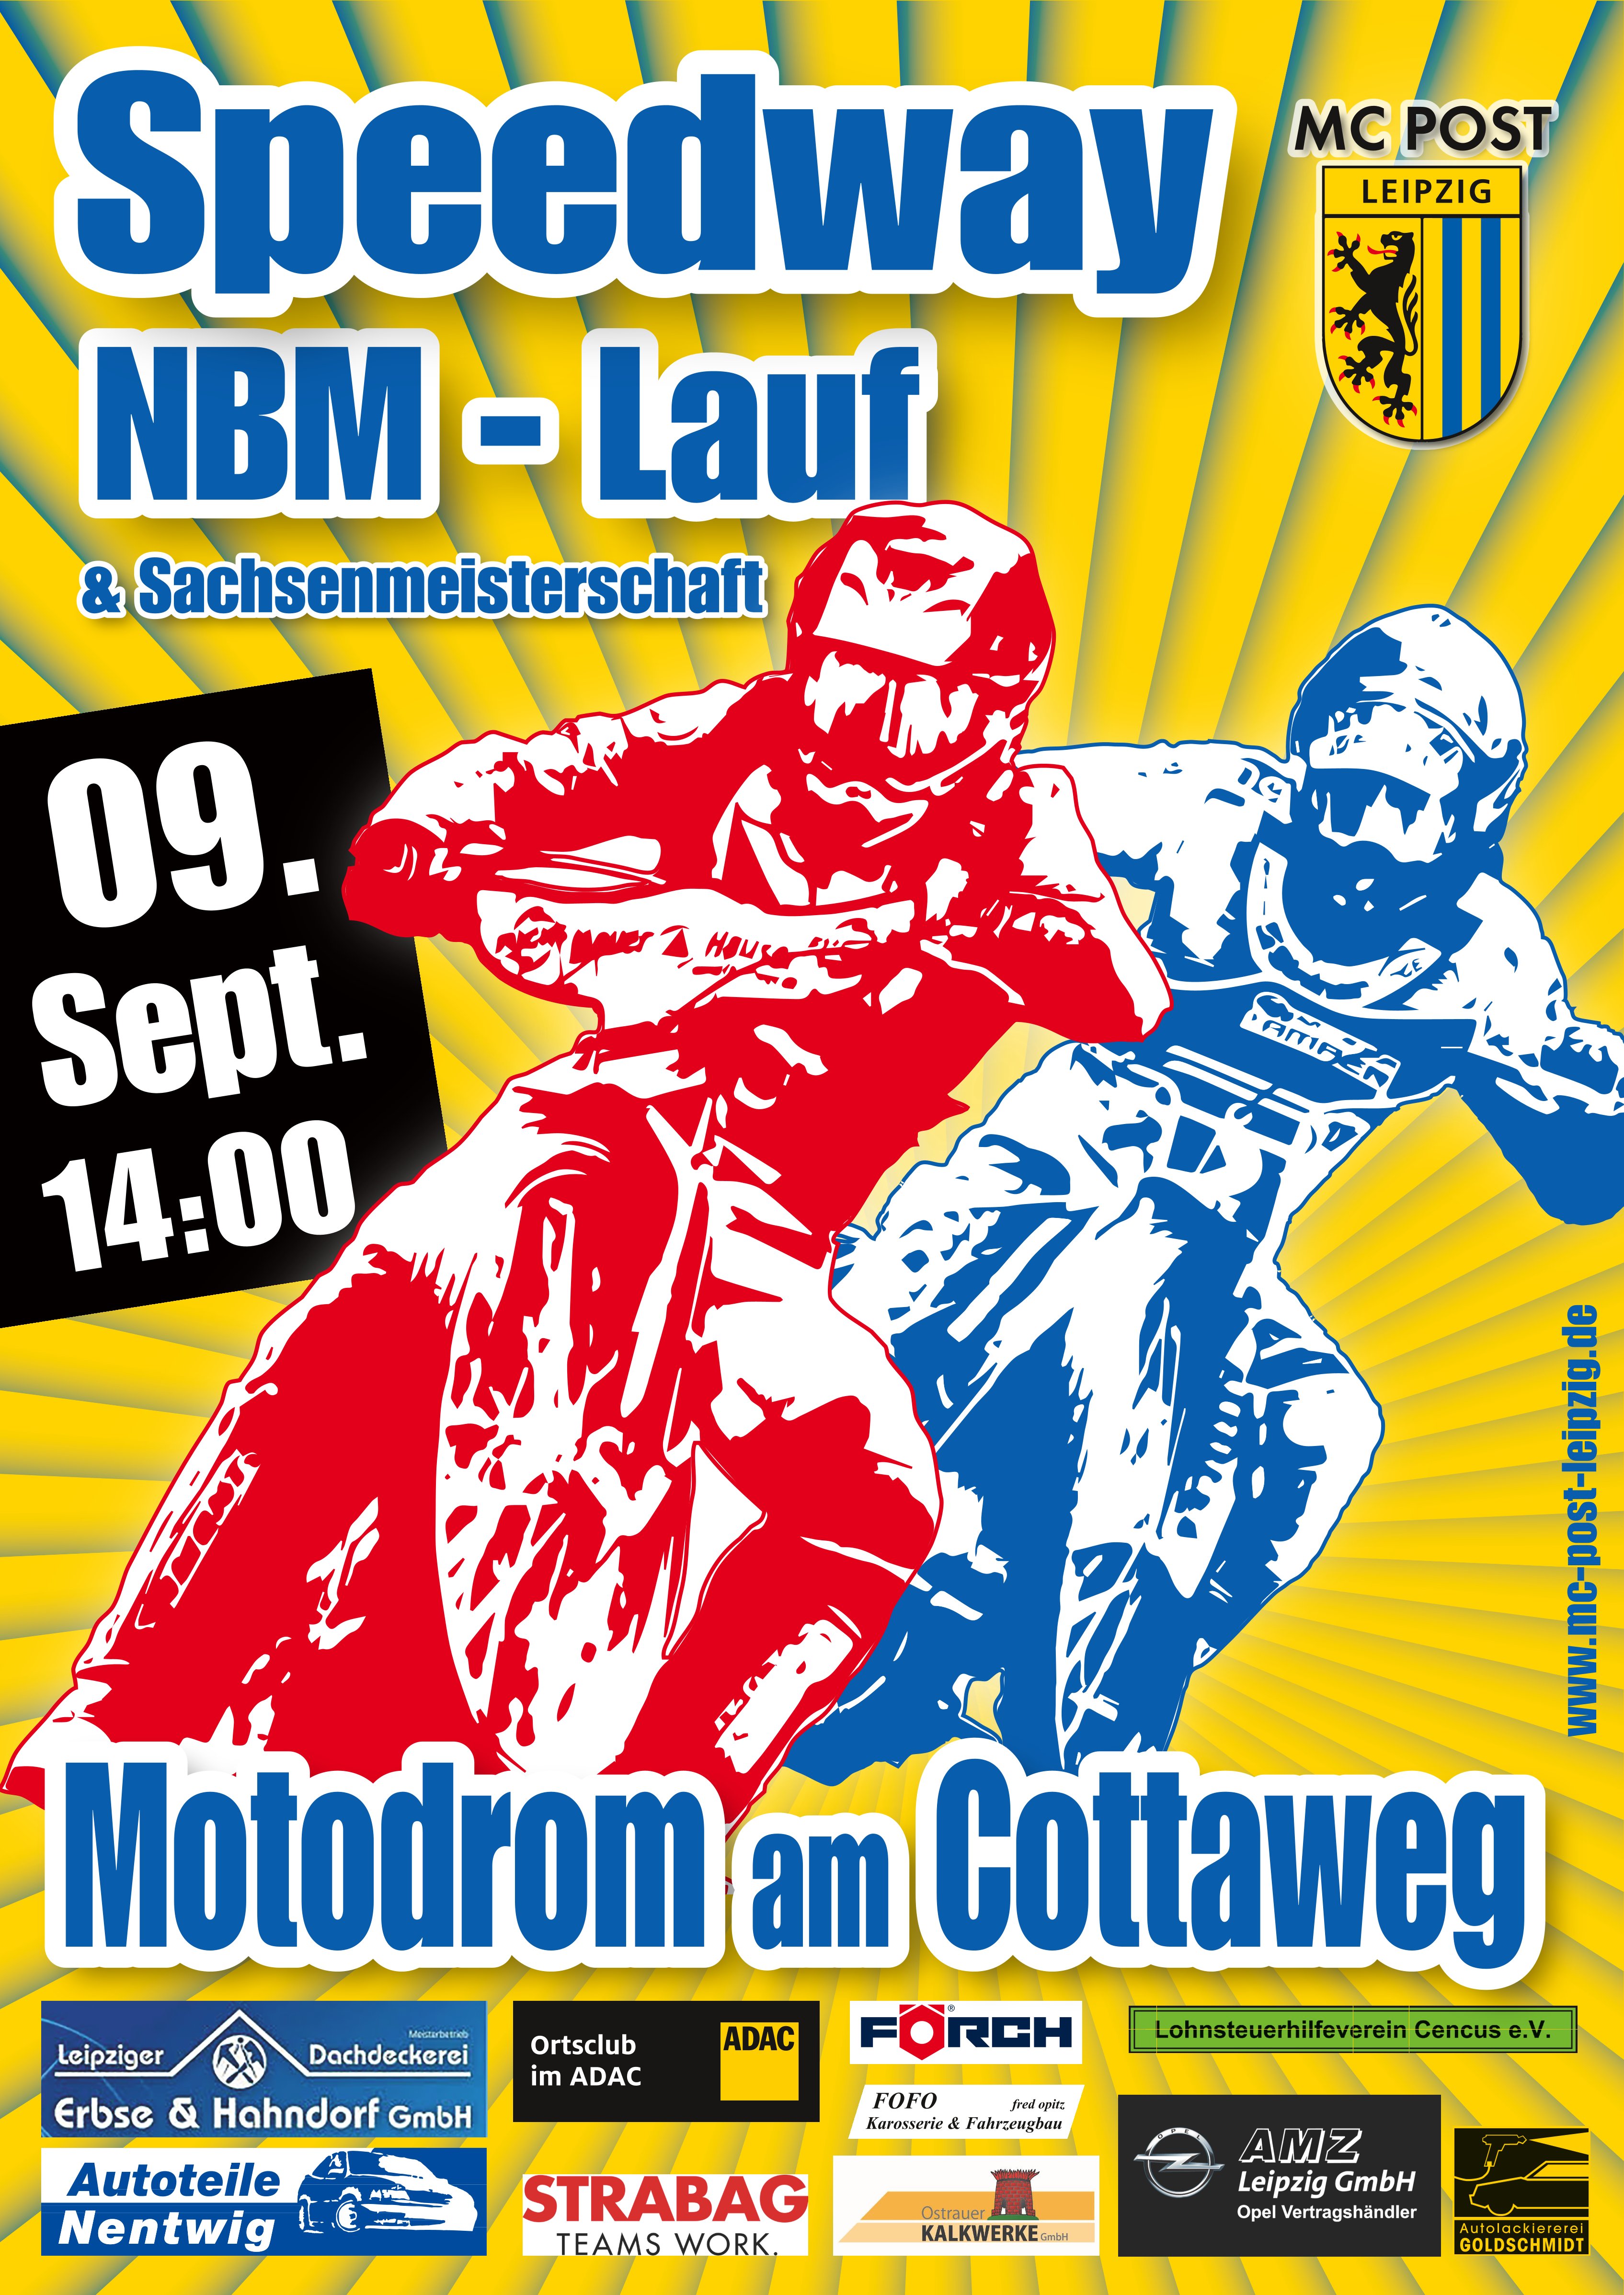 Speedway
MC POST
LEIPZIG
NBM - Lauf
& Sachsenmeisterschaft
09.
Sept.
14:00
www.mc-post-leipzig.de
Motodrom am Cottaweg
Meisterbetrieb
Leipziger Dachdeckerei
Erbse & Hahndorf GmbH
Ortsclub
im ADAC
ADAC
FÖRCH®
Lohnsteuerhilfeverein Cencus e.V.
FOFO fred opitz
Karosserie & Fahrzeugbau
Autoteile
Nentwig
STRABAG
TEAMS WORK.
Ostrauer
KALKWERKE GmbH
OPEL
AMZ
Leipzig GmbH
Opel Vertragshändler
Autolackiererei
GOLDSCHMIDT